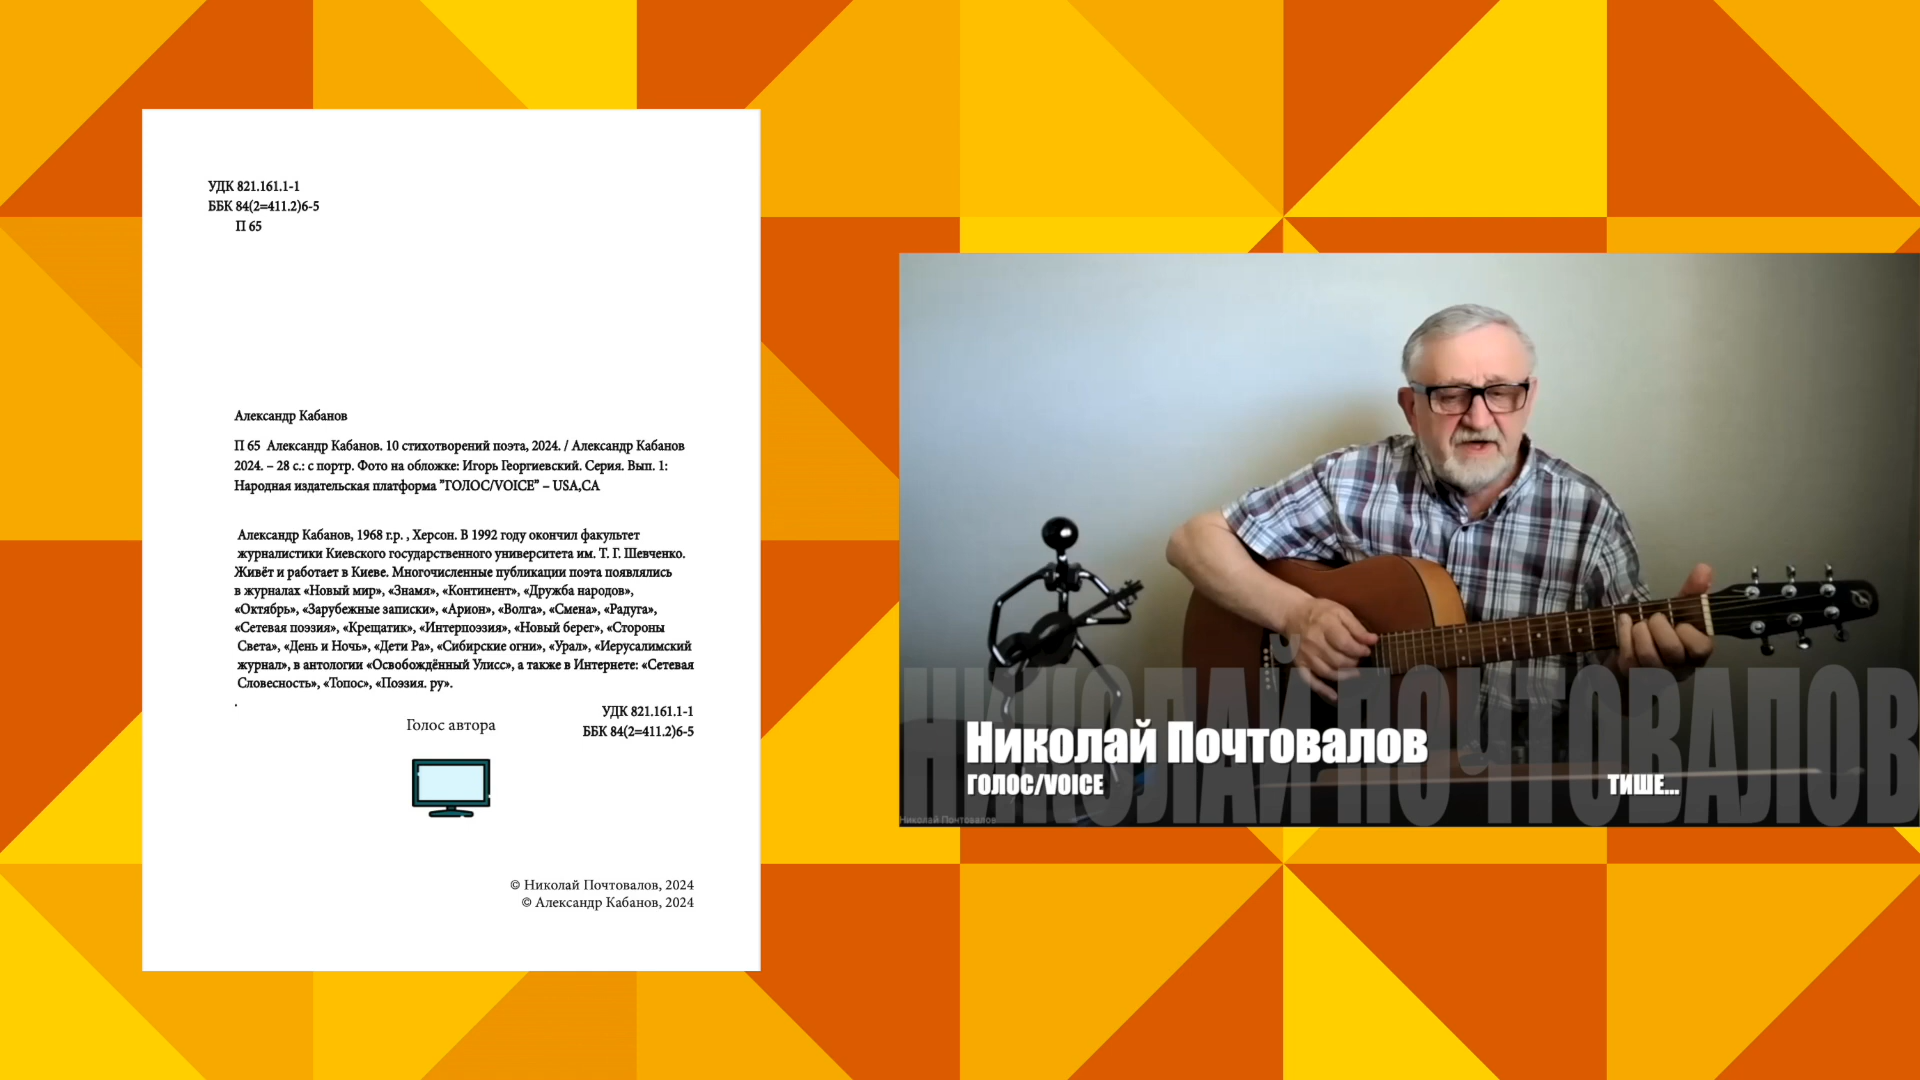 УДК 821.161.1-1
ББК 84(2=411.2)6-5
П 65
Александр Кабанов
П 65 Александр Кабанов. 10 стихотворений поэта, 2024. / Александр Кабанов
2024. – 28 с.: с портр. Фото на обложке: Игорь Георгиевский. Серия. Вып. 1:
Народная издательская платформа ”ГОЛОС/VOICE” – USA,CA
Александр Кабанов, 1968 г.р. , Херсон. В 1992 году окончил факультет
журналистики Киевского государственного университета им. Т. Г. Шевченко.
Живёт и работает в Киеве. Многочисленные публикации поэта появлялись
в журналах «Новый мир», «Знамя», «Континент», «Дружба народов»,
«Октябрь», «Зарубежные записки», «Арион», «Волга», «Смена», «Радуга»,
«Сетевая поэзия», «Крещатик», «Интерпоэзия», «Новый берег», «Стороны
Света», «День и Ночь», «Дети Ра», «Сибирские огни», «Урал», «Иерусалимский
журнал», в антологии «Освобождённый Улисс», а также в Интернете: «Сетевая
Словесность», «Топос», «Поэзия. ру».
.
УДК 821.161.1-1
ББК 84(2=411.2)6-5
Голос автора
© Николай Почтовалов, 2024
© Александр Кабанов, 2024
НИКОЛАЙ ПОЧТОВАЛОВ
Николай Почтовалов
ГОЛОС/VOICE
ТИШЕ...
Николай Почтовалов